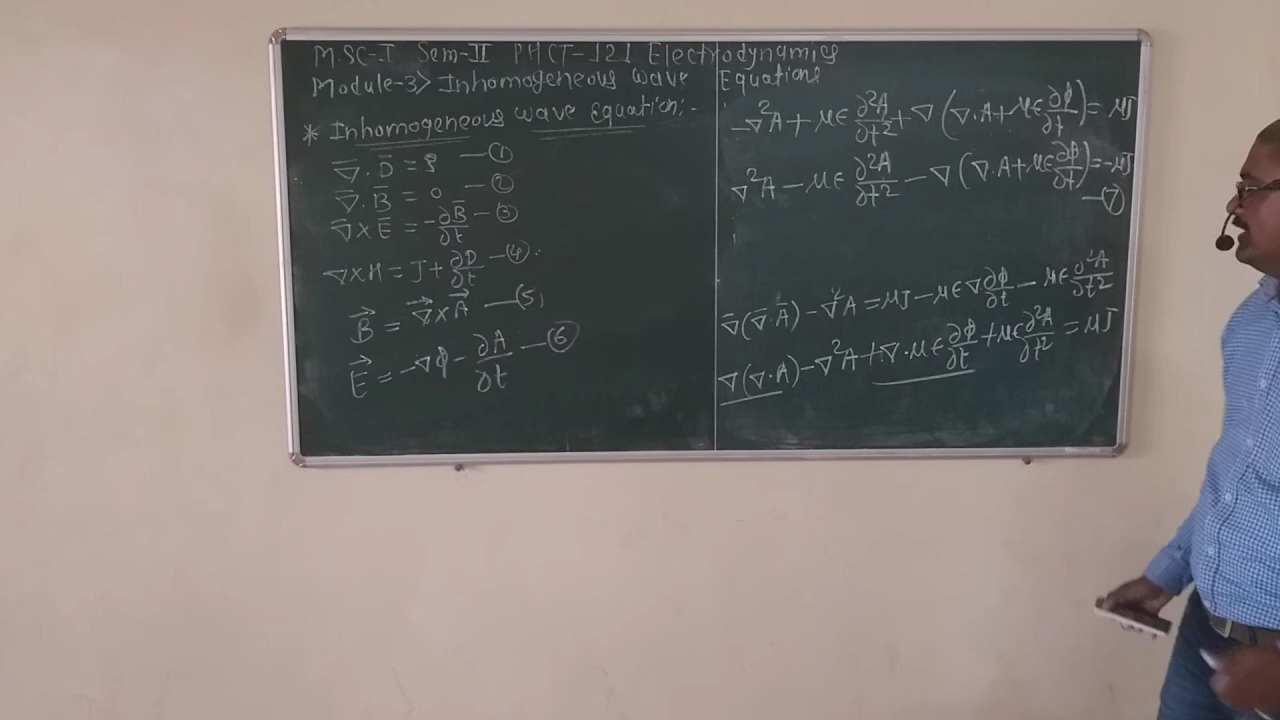 M.SC-I Sem-II PHCT-121 Electrodynamics
Module-3> Inhomogeneous wave Equations
* Inhomogeneous wave Equation:-
∇̅·D̅ = ρ —(1)
∇̅·B̅ = 0 —(2)
∇̅×E̅ = -∂B̅/∂t —(3)
∇×H = J+∂D/∂t —(4)
B⃗ = ∇⃗×A⃗ —(5)
E⃗ = -∇ϕ - ∂A/∂t —(6)
-∇²A + μϵ ∂²A/∂t² + ∇(∇·A+μϵ ∂ϕ/∂t) = μJ
∇²A - μϵ ∂²A/∂t² - ∇(∇·A+μϵ ∂ϕ/∂t) = -μJ
—(7)
∇̅(∇̅·A̅) - ∇²A = μJ - μϵ ∇∂ϕ/∂t - μϵ ∂²A/∂t²
∇(∇·A) - ∇²A + ∇·μϵ ∂ϕ/∂t + μϵ ∂²A/∂t² = μJ